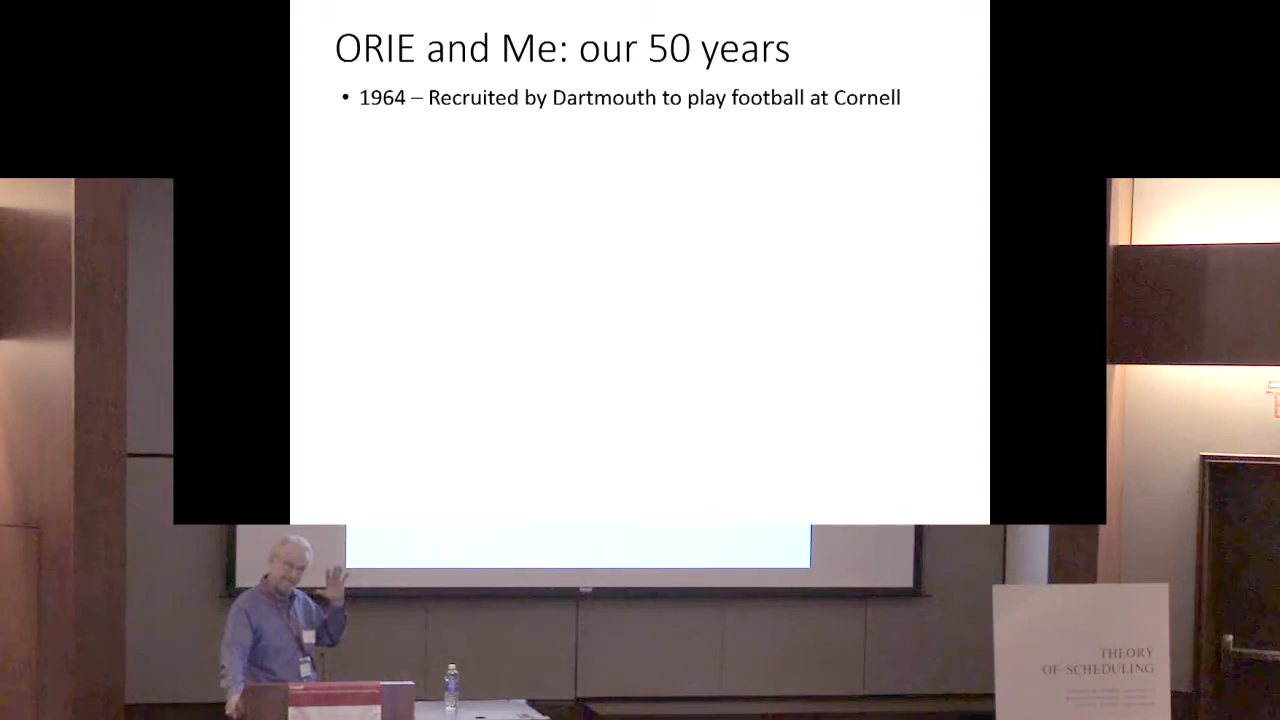 ORIE and Me: our 50 years
• 1964 – Recruited by Dartmouth to play football at Cornell
THEORY
OF SCHEDULING